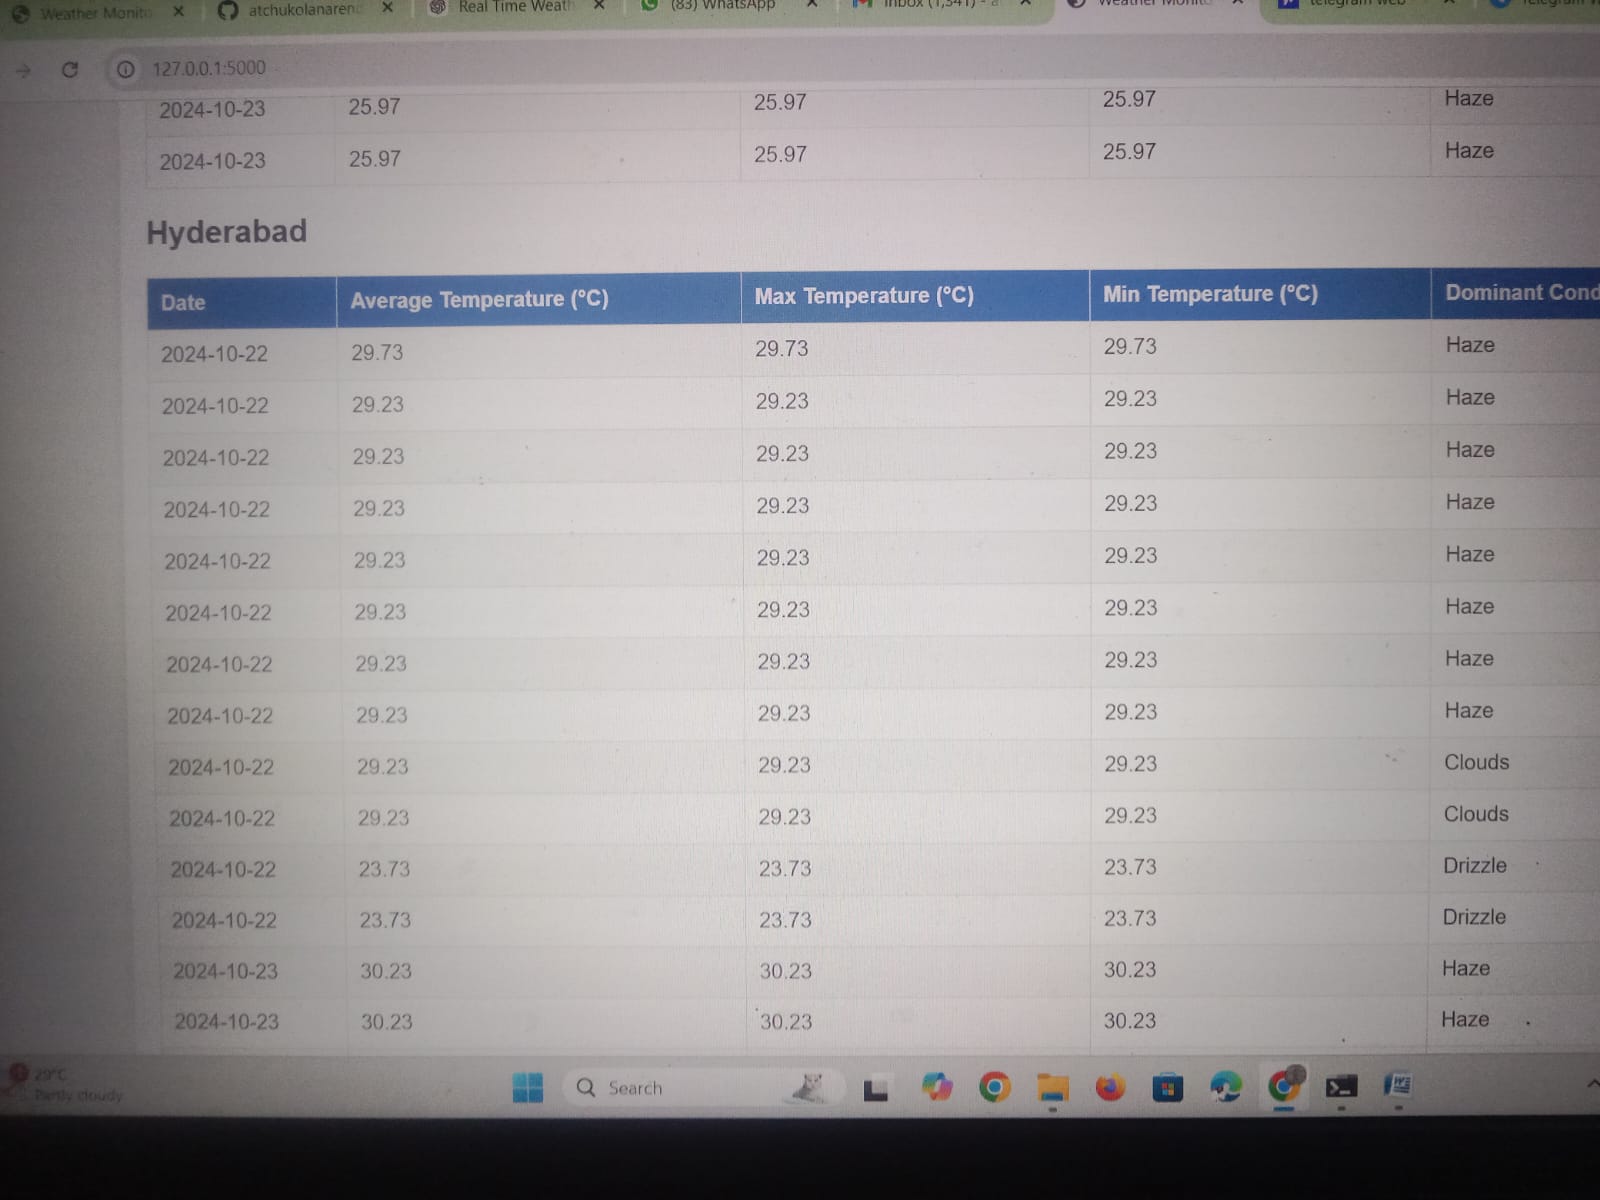 Weather Monito
atchukolanarend
Real Time Weath
(83) WhatsApp
Inbox (1,341) - a
Weather Monito
telegram web
Telegram
127.0.0.1:5000
2024-10-23 25.97 25.97 25.97 Haze
2024-10-23 25.97 25.97 25.97 Haze
Hyderabad
Date Average Temperature (°C) Max Temperature (°C) Min Temperature (°C) Dominant Cond
2024-10-22 29.73 29.73 29.73 Haze
2024-10-22 29.23 29.23 29.23 Haze
2024-10-22 29.23 29.23 29.23 Haze
2024-10-22 29.23 29.23 29.23 Haze
2024-10-22 29.23 29.23 29.23 Haze
2024-10-22 29.23 29.23 29.23 Haze
2024-10-22 29.23 29.23 29.23 Haze
2024-10-22 29.23 29.23 29.23 Haze
2024-10-22 29.23 29.23 29.23 Clouds
2024-10-22 29.23 29.23 29.23 Clouds
2024-10-22 23.73 23.73 23.73 Drizzle
2024-10-22 23.73 23.73 23.73 Drizzle
2024-10-23 30.23 30.23 30.23 Haze
2024-10-23 30.23 30.23 30.23 Haze
29°C
Partly cloudy
Search